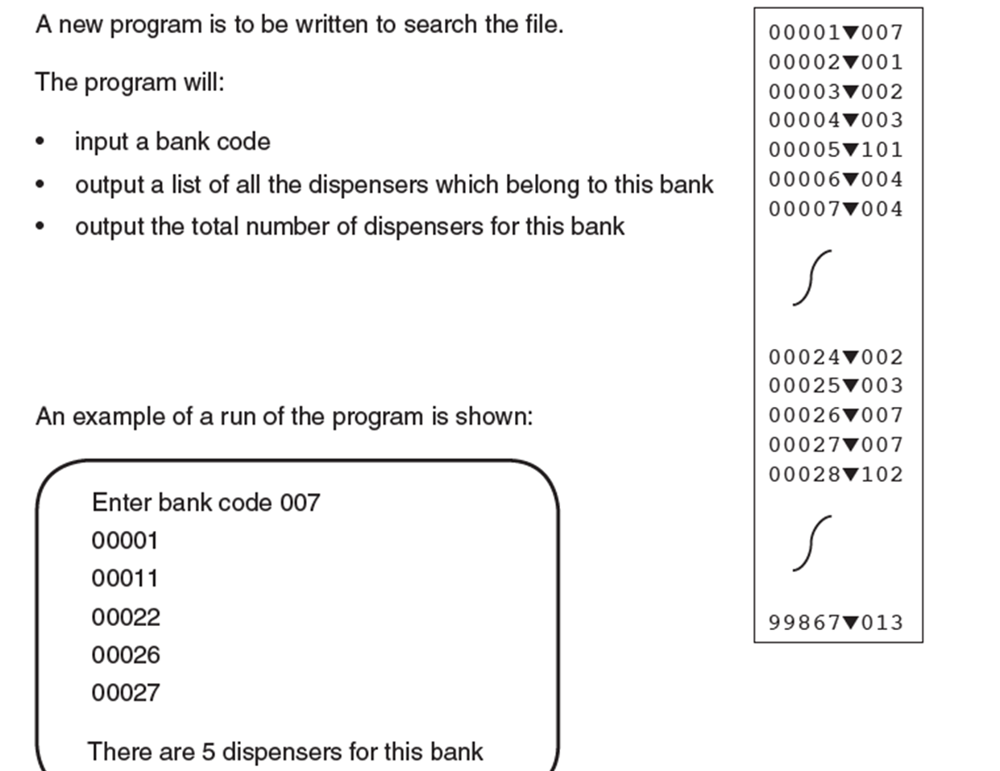 A new program is to be written to search the file.
The program will:
• input a bank code
• output a list of all the dispensers which belong to this bank
• output the total number of dispensers for this bank
An example of a run of the program is shown:
Enter bank code 007
00001
00011
00022
00026
00027
There are 5 dispensers for this bank
00001▼007
00002▼001
00003▼002
00004▼003
00005▼101
00006▼004
00007▼004
00024▼002
00025▼003
00026▼007
00027▼007
00028▼102
99867▼013